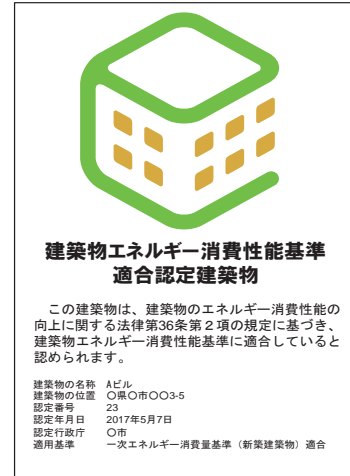 建築物エネルギー消費性能基準
適合認定建築物
　この建築物は、建築物のエネルギー消費性能の
向上に関する法律第36条第２項の規定に基づき、
建築物エネルギー消費性能基準に適合していると
認められます。
建築物の名称　Aビル
建築物の位置　〇県〇市〇〇3-5
認定番号　23
認定年月日　2017年5月7日
認定行政庁　〇市
適用基準　一次エネルギー消費量基準（新築建築物）適合